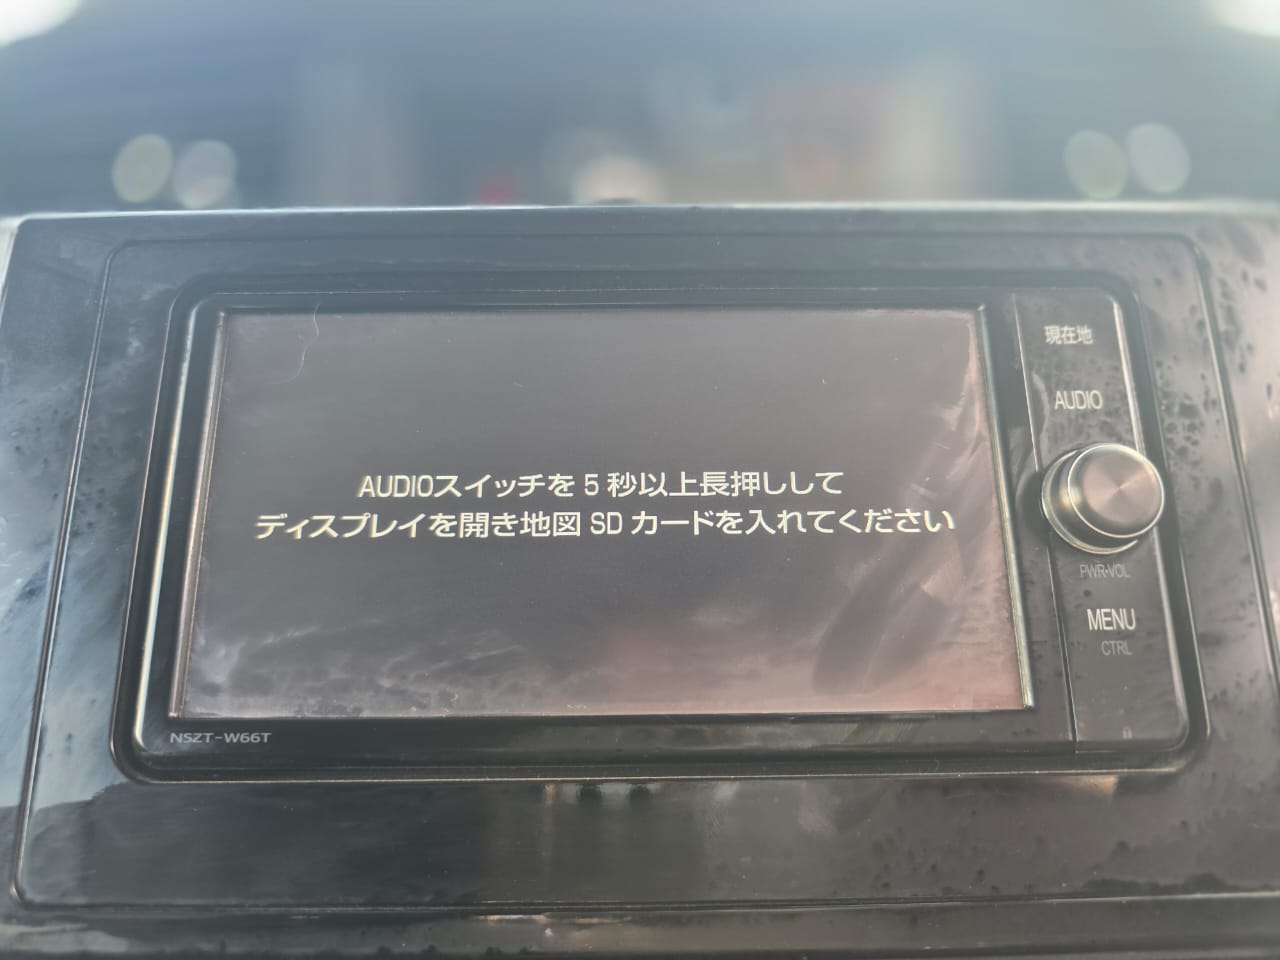 現在地
AUDIO
AUDIOスイッチを5秒以上長押しして
ディスプレイを開き地図SDカードを入れてください
PWR•VOL
MENU
CTRL
NSZT-W66T